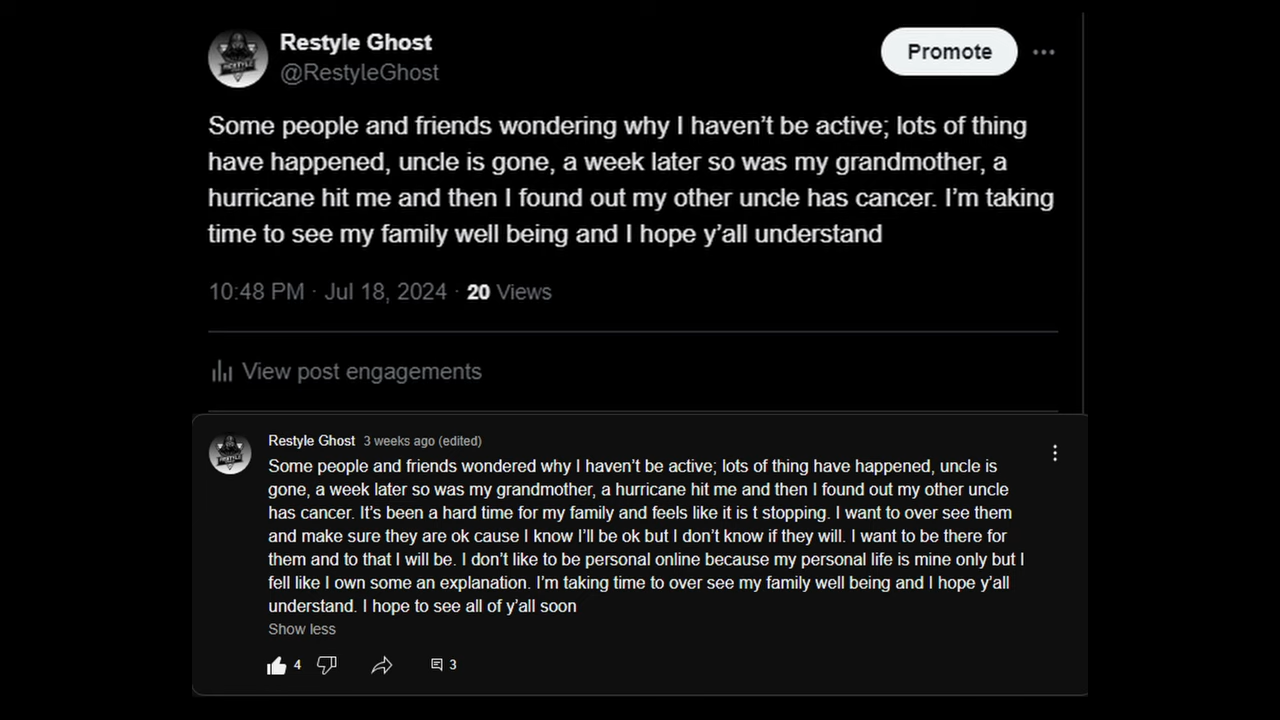 Restyle Ghost
@RestyleGhost
Promote
Some people and friends wondering why I haven't be active; lots of thing
have happened, uncle is gone, a week later so was my grandmother, a
hurricane hit me and then I found out my other uncle has cancer. I'm taking
time to see my family well being and I hope y'all understand
10:48 PM · Jul 18, 2024 · 20 Views
View post engagements
Restyle Ghost 3 weeks ago (edited)
Some people and friends wondered why I haven't be active; lots of thing have happened, uncle is
gone, a week later so was my grandmother, a hurricane hit me and then I found out my other uncle
has cancer. It's been a hard time for my family and feels like it is t stopping. I want to over see them
and make sure they are ok cause I know I'll be ok but I don't know if they will. I want to be there for
them and to that I will be. I don't like to be personal online because my personal life is mine only but I
fell like I own some an explanation. I'm taking time to over see my family well being and I hope y'all
understand. I hope to see all of y'all soon
Show less
4 3